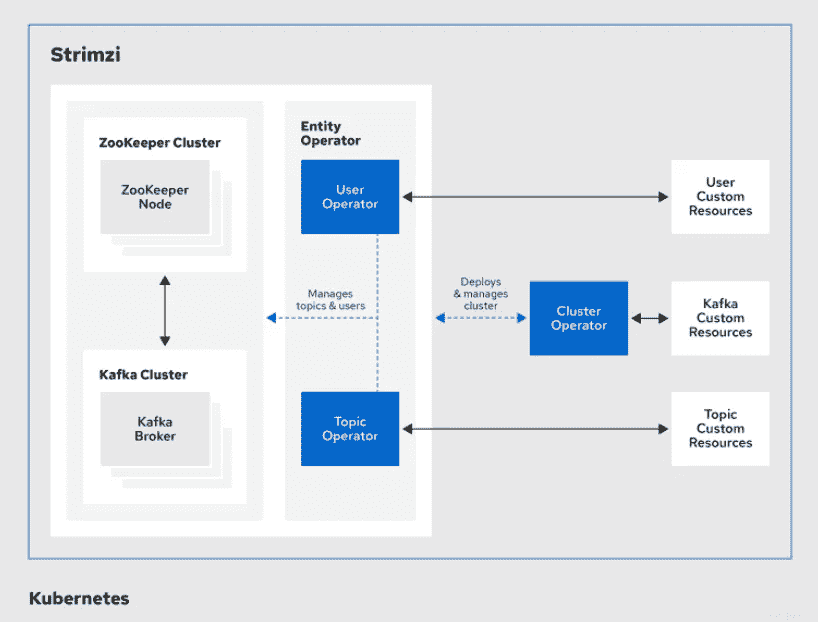 Strimzi
ZooKeeper Cluster
ZooKeeper
Node
Kafka Cluster
Kafka
Broker
Entity
Operator
User
Operator
Manages
topics & users
Topic
Operator
Deploys
& manages
cluster
Cluster
Operator
User
Custom
Resources
Kafka
Custom
Resources
Topic
Custom
Resources
Kubernetes